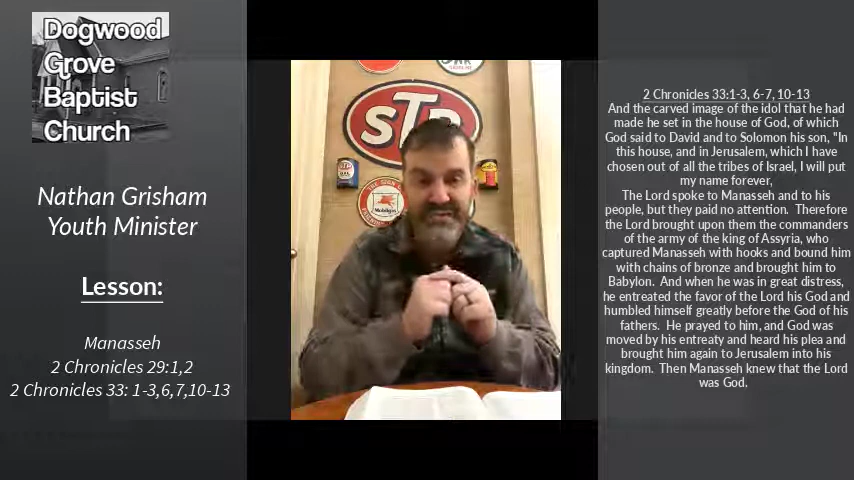 Dogwood
Grove
Baptist
Church
Nathan Grisham
Youth Minister
Lesson:
Manasseh
2 Chronicles 29:1,2
2 Chronicles 33: 1-3,6,7,10-13
STP
Mobilgas
2 Chronicles 33:1-3, 6-7, 10-13
And the carved image of the idol that he had
made he set in the house of God, of which
God said to David and to Solomon his son, "In
this house, and in Jerusalem, which I have
chosen out of all the tribes of Israel, I will put
my name forever,
The Lord spoke to Manasseh and to his
people, but they paid no attention. Therefore
the Lord brought upon them the commanders
of the army of the king of Assyria, who
captured Manasseh with hooks and bound him
with chains of bronze and brought him to
Babylon. And when he was in great distress,
he entreated the favor of the Lord his God and
humbled himself greatly before the God of his
fathers. He prayed to him, and God was
moved by his entreaty and heard his plea and
brought him again to Jerusalem into his
kingdom. Then Manasseh knew that the Lord
was God.